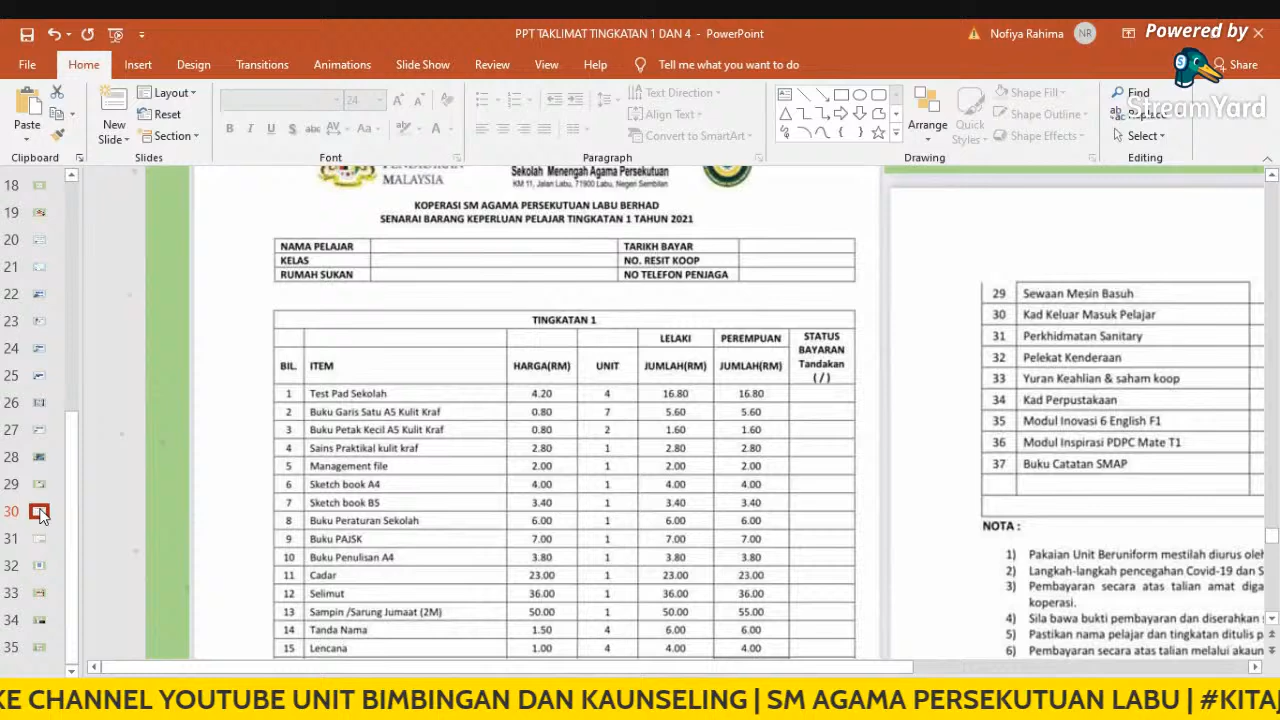 PPT TAKLIMAT TINGKATAN 1 DAN 4 - PowerPoint
Nofiya Rahima NR
Powered by
StreamYard
File Home Insert Design Transitions Animations Slide Show Review View Help Tell me what you want to do Share
Paste
Clipboard
New Slide
Layout
Reset
Section
Slides
24
B I U S abc AV Aa A
Font
Text Direction
Align Text
Convert to SmartArt
Paragraph
Arrange
Quick Styles
Shape Fill
Shape Outline
Shape Effects
Drawing
Find
Replace
Select
Editing
18
19
20
21
22
23
24
25
26
27
28
29
30
31
32
33
34
35
MALAYSIA
Sekolah Menengah Agama Persekutuan
KM 11, Jalan Labu, 71900 Labu, Negeri Sembilan
KOPERASI SM AGAMA PERSEKUTUAN LABU BERHAD
SENARAI BARANG KEPERLUAN PELAJAR TINGKATAN 1 TAHUN 2021
NAMA PELAJAR TARIKH BAYAR
KELAS NO. RESIT KOOP
RUMAH SUKAN NO TELEFON PENJAGA
TINGKATAN 1
LELAKI PEREMPUAN STATUS BAYARAN Tandakan ( / )
BIL. ITEM HARGA(RM) UNIT JUMLAH(RM) JUMLAH(RM)
1 Test Pad Sekolah 4.20 4 16.80 16.80
2 Buku Garis Satu A5 Kulit Kraf 0.80 7 5.60 5.60
3 Buku Petak Kecil A5 Kulit Kraf 0.80 2 1.60 1.60
4 Sains Praktikal kulit kraf 2.80 1 2.80 2.80
5 Management file 2.00 1 2.00 2.00
6 Sketch book A4 4.00 1 4.00 4.00
7 Sketch book B5 3.40 1 3.40 3.40
8 Buku Peraturan Sekolah 6.00 1 6.00 6.00
9 Buku PAJSK 7.00 1 7.00 7.00
10 Buku Penulisan A4 3.80 1 3.80 3.80
11 Cadar 23.00 1 23.00 23.00
12 Selimut 36.00 1 36.00 36.00
13 Sampin /Sarung Jumaat (2M) 50.00 1 50.00 55.00
14 Tanda Nama 1.50 4 6.00 6.00
15 Lencana 1.00 4 4.00 4.00
29 Sewaan Mesin Basuh
30 Kad Keluar Masuk Pelajar
31 Perkhidmatan Sanitary
32 Pelekat Kenderaan
33 Yuran Keahlian & saham koop
34 Kad Perpustakaan
35 Modul Inovasi 6 English F1
36 Modul Inspirasi PDPC Mate T1
37 Buku Catatan SMAP
NOTA :
1) Pakaian Unit Beruniform mestilah diurus oleh
2) Langkah-langkah pencegahan Covid-19 dan S
3) Pembayaran secara atas talian amat diga
koperasi.
4) Sila bawa bukti pembayaran dan diserahkan
5) Pastikan nama pelajar dan tingkatan ditulis p
6) Pembayaran secara atas talian melalui akaun
KE CHANNEL YOUTUBE UNIT BIMBINGAN DAN KAUNSELING | SM AGAMA PERSEKUTUAN LABU | #KITAJ